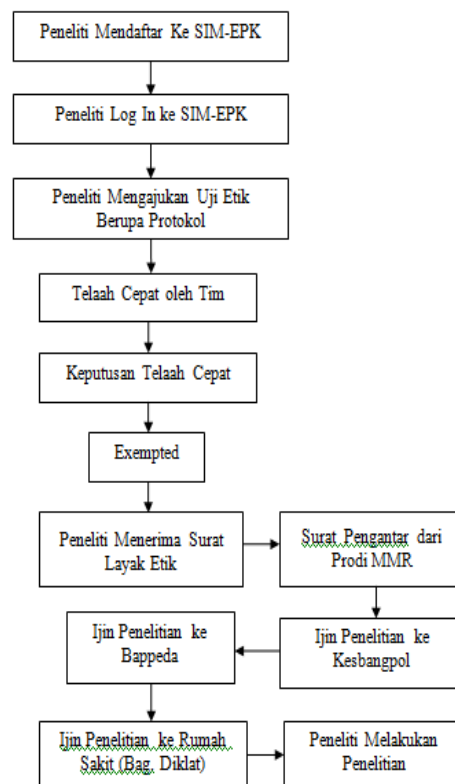 Peneliti Mendaftar Ke SIM-EPK
Peneliti Log In ke SIM-EPK
Peneliti Mengajukan Uji Etik
Berupa Protokol
Telaah Cepat oleh Tim
Keputusan Telaah Cepat
Exempted
Peneliti Menerima Surat
Layak Etik
Surat Pengantar dari
Prodi MMR
Ijin Penelitian ke
Kesbangpol
Ijin Penelitian ke
Bappeda
Ijin Penelitian ke Rumah
Sakit (Bag. Diklat)
Peneliti Melakukan
Penelitian